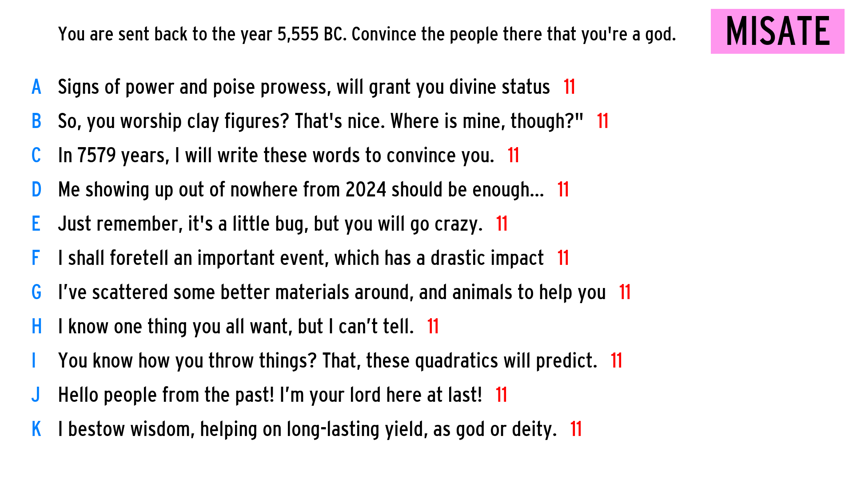 You are sent back to the year 5,555 BC. Convince the people there that you're a god.
MISATE
A Signs of power and poise prowess, will grant you divine status 11
B So, you worship clay figures? That's nice. Where is mine, though?" 11
C In 7579 years, I will write these words to convince you. 11
D Me showing up out of nowhere from 2024 should be enough... 11
E Just remember, it's a little bug, but you will go crazy. 11
F I shall foretell an important event, which has a drastic impact 11
G I’ve scattered some better materials around, and animals to help you 11
H I know one thing you all want, but I can’t tell. 11
I You know how you throw things? That, these quadratics will predict. 11
J Hello people from the past! I’m your lord here at last! 11
K I bestow wisdom, helping on long-lasting yield, as god or deity. 11